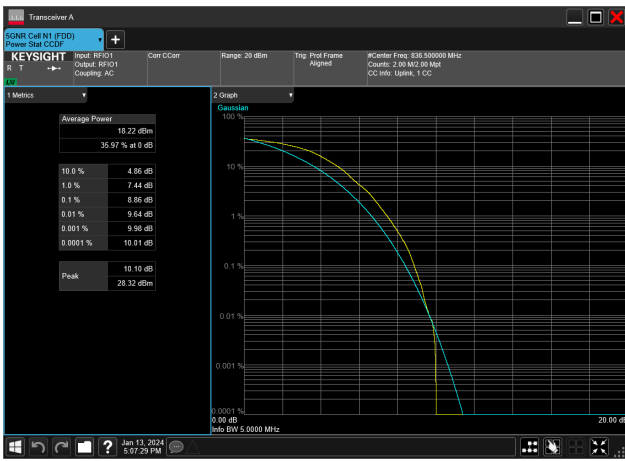 Transceiver A
5GNR Cell N1 (FDD)
Power Stat CCDF
KEYSIGHT
R T
Input: RFIO1
Output: RFIO1
Coupling: AC
Corr CCorr
Range: 20 dBm
Trig: Prot Frame
Aligned
#Center Freq: 836.500000 MHz
Counts: 2.00 M/2.00 Mpt
CC Info: Uplink, 1 CC
1 Metrics
Average Power
18.22 dBm
35.97 % at 0 dB
10.0 % 4.86 dB
1.0 % 7.44 dB
0.1 % 8.86 dB
0.01 % 9.64 dB
0.001 % 9.98 dB
0.0001 % 10.01 dB
Peak 10.10 dB
28.32 dBm
2 Graph
Gaussian
100 %
10 %
1 %
0.1 %
0.01 %
0.001 %
0.0001 %
0.00 dB
20.00 dB
Info BW 5.0000 MHz
Jan 13, 2024
5:07:29 PM